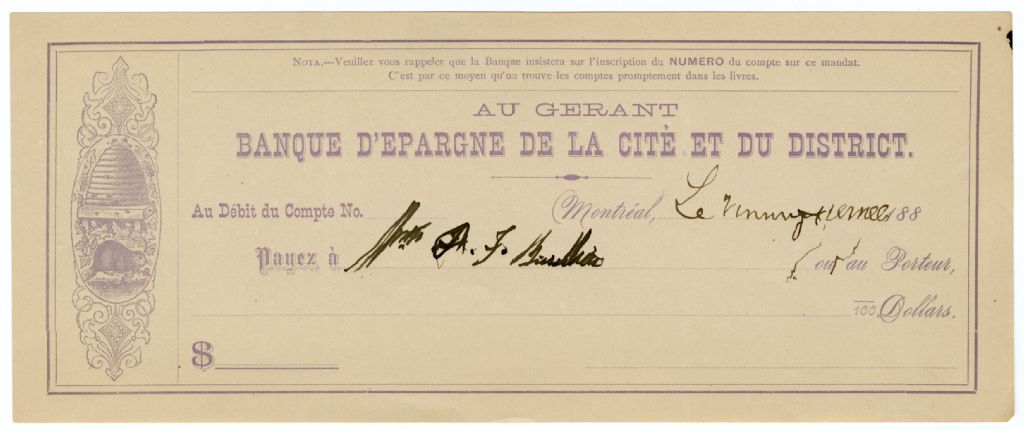 NOTA.—Veuillez vous rappeler que la Banque insistera sur l'inscription du NUMERO du compte sur ce mandat.
C'est par ce moyen qu'on trouve les comptes promptement dans les livres.
AU GERANT
BANQUE D'EPARGNE DE LA CITÉ ET DU DISTRICT.
Au Débit du Compte No. Montréal, Le 188
Payez à ou au Porteur,
100 Dollars.
$